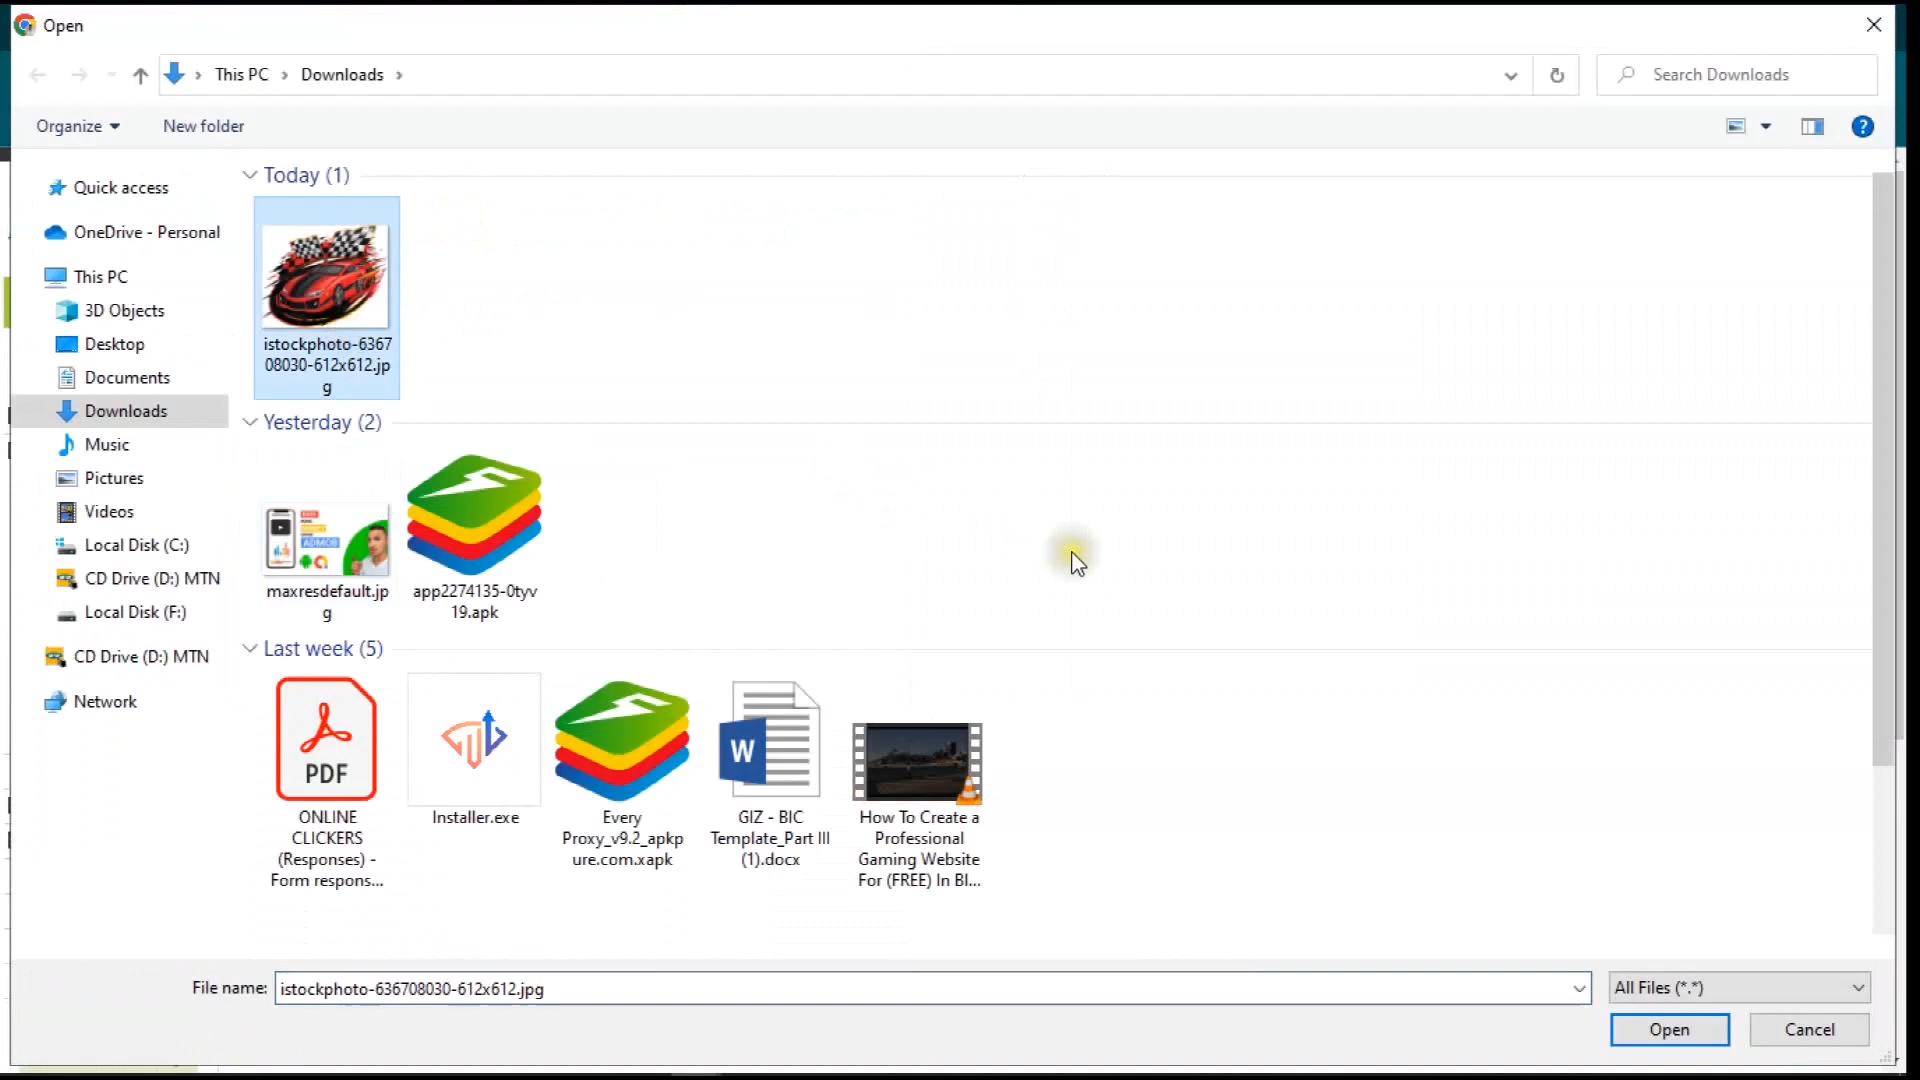 Open
This PC
Downloads
Search Downloads
Organize
New folder
Quick access
OneDrive - Personal
This PC
3D Objects
Desktop
Documents
Downloads
Music
Pictures
Videos
Local Disk (C:)
CD Drive (D:) MTN
Local Disk (F:)
CD Drive (D:) MTN
Network
Today (1)
istockphoto-6367
08030-612x612.jp
g
Yesterday (2)
maxresdefault.jp
g
app2274135-0tyv
19.apk
Last week (5)
PDF
ONLINE
CLICKERS
(Responses) -
Form respons...
Installer.exe
Every
Proxy_v9.2_apkp
ure.com.xapk
W
GIZ - BIC
Template_Part III
(1).docx
How To Create a
Professional
Gaming Website
For (FREE) In Bl...
File name:
istockphoto-636708030-612x612.jpg
All Files (*.*)
Open
Cancel